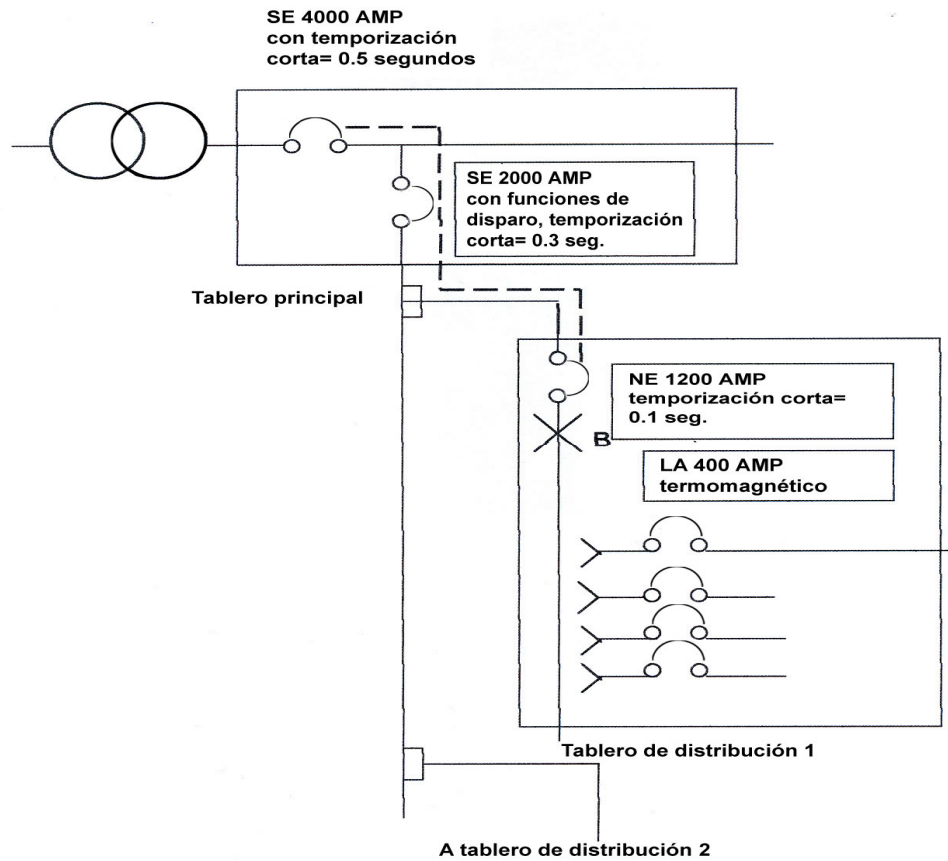 SE 4000 AMP
con temporización
corta= 0.5 segundos
SE 2000 AMP
con funciones de
disparo, temporización
corta= 0.3 seg.
Tablero principal
NE 1200 AMP
temporización corta=
0.1 seg.
B
LA 400 AMP
termomagnético
Tablero de distribución 1
A tablero de distribución 2